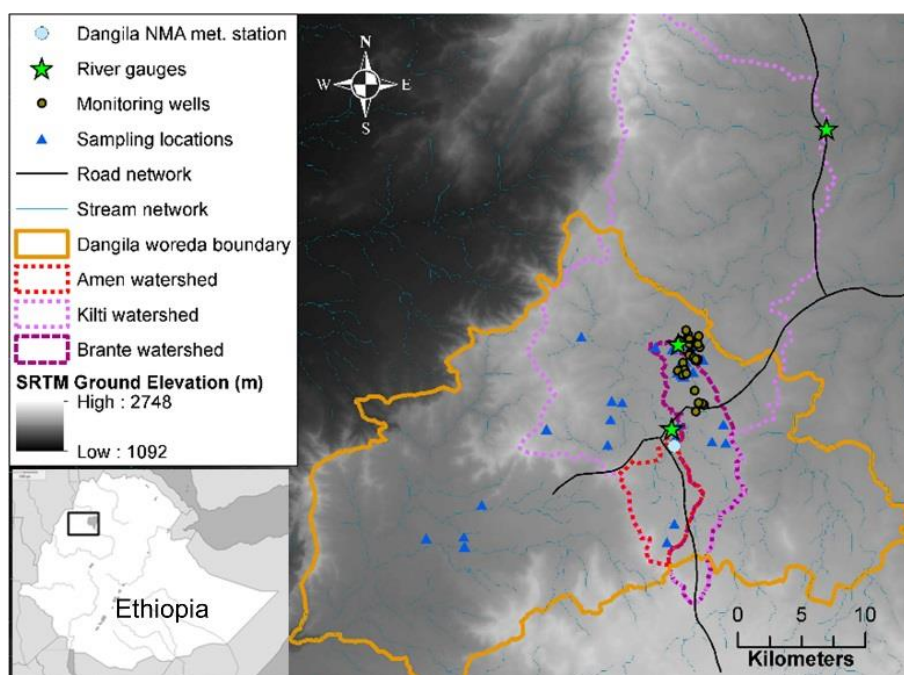 Dangila NMA met. station
River gauges
Monitoring wells
Sampling locations
Road network
Stream network
Dangila woreda boundary
Amen watershed
Kilti watershed
Brante watershed
SRTM Ground Elevation (m)
High : 2748
Low : 1092
N
W E
S
Ethiopia
0 5 10
Kilometers